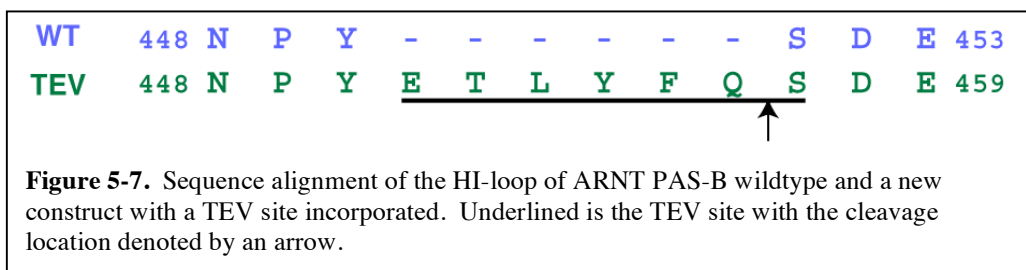 WT 448 N P Y - - - - - - S D E 453
TEV 448 N P Y E T L Y F Q S D E 459
Figure 5-7. Sequence alignment of the HI-loop of ARNT PAS-B wildtype and a new
construct with a TEV site incorporated. Underlined is the TEV site with the cleavage
location denoted by an arrow.